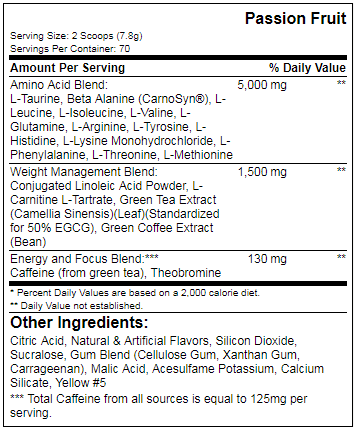 Passion Fruit
Serving Size: 2 Scoops (7.8g)
Servings Per Container: 70
Amount Per Serving % Daily Value
Amino Acid Blend: 5,000 mg **
L-Taurine, Beta Alanine (CarnoSyn®), L-
Leucine, L-Isoleucine, L-Valine, L-
Glutamine, L-Arginine, L-Tyrosine, L-
Histidine, L-Lysine Monohydrochloride, L-
Phenylalanine, L-Threonine, L-Methionine
Weight Management Blend: 1,500 mg **
Conjugated Linoleic Acid Powder, L-
Carnitine L-Tartrate, Green Tea Extract
(Camellia Sinensis)(Leaf)(Standardized
for 50% EGCG), Green Coffee Extract
(Bean)
Energy and Focus Blend:*** 130 mg **
Caffeine (from green tea), Theobromine
* Percent Daily Values are based on a 2,000 calorie diet.
** Daily Value not established.
Other Ingredients:
Citric Acid, Natural & Artificial Flavors, Silicon Dioxide,
Sucralose, Gum Blend (Cellulose Gum, Xanthan Gum,
Carrageenan), Malic Acid, Acesulfame Potassium, Calcium
Silicate, Yellow #5
*** Total Caffeine from all sources is equal to 125mg per
serving.